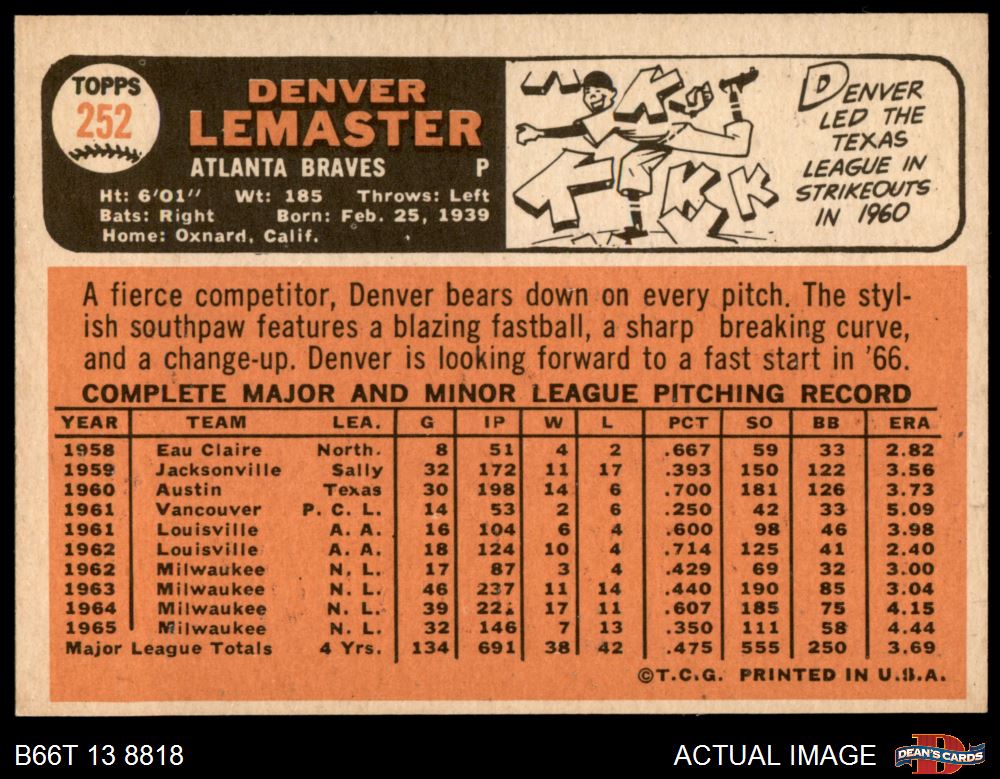 TOPPS
252
DENVER
LEMASTER
ATLANTA BRAVES P
Ht: 6'01" Wt: 185 Throws: Left
Bats: Right Born: Feb. 25, 1939
Home: Oxnard, Calif.
K
K K
DENVER
LED THE
TEXAS
LEAGUE IN
STRIKEOUTS
IN 1960
A fierce competitor, Denver bears down on every pitch. The styl-
ish southpaw features a blazing fastball, a sharp breaking curve,
and a change-up. Denver is looking forward to a fast start in '66.
COMPLETE MAJOR AND MINOR LEAGUE PITCHING RECORD
YEAR TEAM LEA. G IP W L PCT SO BB ERA
1958 Eau Claire North. 8 51 4 2 .667 59 33 2.82
1959 Jacksonville Sally 32 172 11 17 .393 150 122 3.56
1960 Austin Texas 30 198 14 6 .700 181 126 3.73
1961 Vancouver P. C. L. 14 53 2 6 .250 42 33 5.09
1961 Louisville A. A. 16 104 6 4 .600 98 46 3.98
1962 Louisville A. A. 18 124 10 4 .714 125 41 2.40
1962 Milwaukee N. L. 17 87 3 4 .429 69 32 3.00
1963 Milwaukee N. L. 46 237 11 14 .440 190 85 3.04
1964 Milwaukee N. L. 39 17 11 .607 185 75 4.15
1965 Milwaukee N. L. 32 146 7 13 .350 111 58 4.44
Major League Totals 4 Yrs. 134 691 38 42 .475 555 250 3.69
©T.C.G. PRINTED IN U.S.A.
B66T 13 8818
ACTUAL IMAGE
DEAN'S CARDS